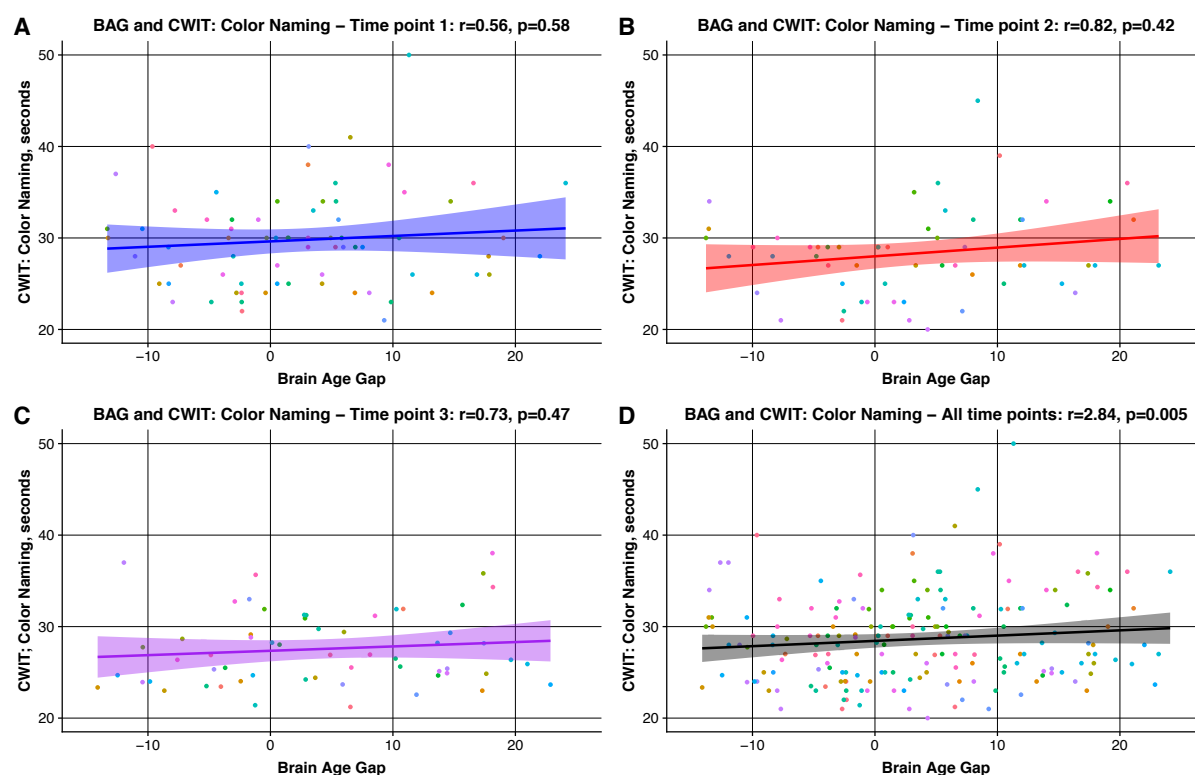 A
BAG and CWIT: Color Naming – Time point 1: r=0.56, p=0.58
CWIT: Color Naming, seconds
50
40
30
20
−10
0
10
20
Brain Age Gap
B
BAG and CWIT: Color Naming – Time point 2: r=0.82, p=0.42
CWIT: Color Naming, seconds
50
40
30
20
−10
0
10
20
Brain Age Gap
C
BAG and CWIT: Color Naming – Time point 3: r=0.73, p=0.47
CWIT; Color Naming, seconds
50
40
30
20
−10
0
10
20
Brain Age Gap
D
BAG and CWIT: Color Naming – All time points: r=2.84, p=0.005
CWIT: Color Naming, seconds
50
40
30
20
−10
0
10
20
Brain Age Gap